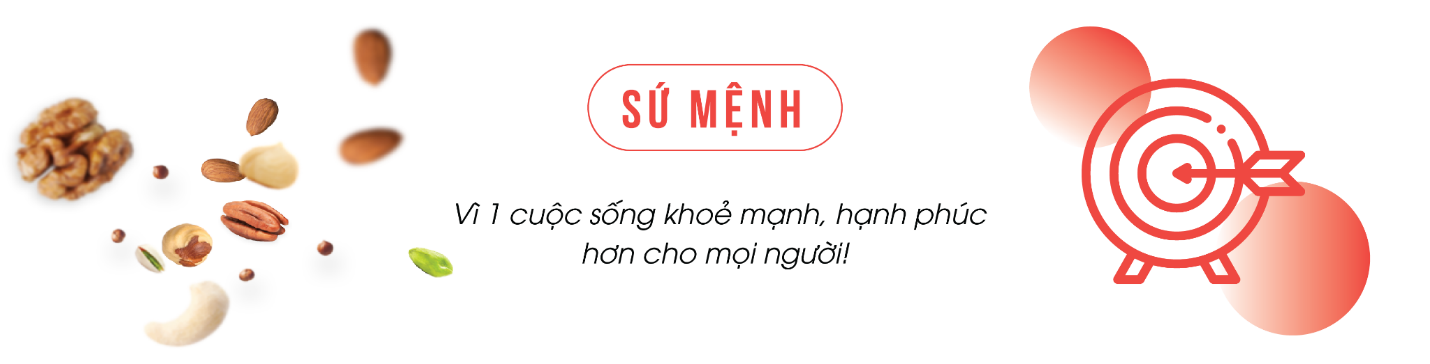 SỨ MỆNH
Vì 1 cuộc sống khoẻ mạnh, hạnh phúc
hơn cho mọi người!